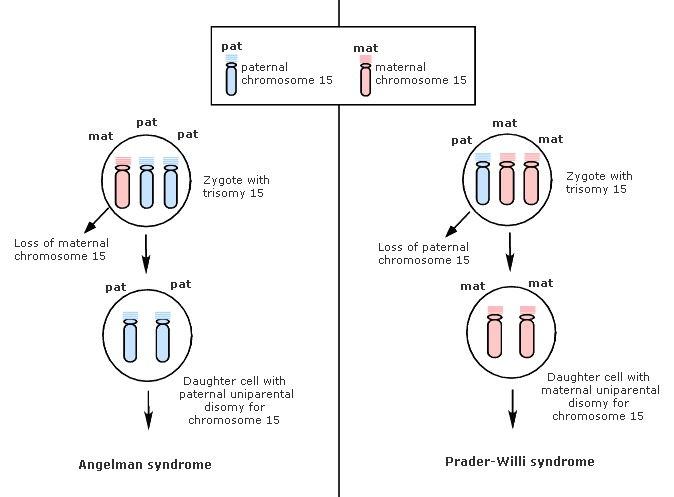 pat
paternal
chromosome 15
mat
maternal
chromosome 15
mat
pat
pat
Zygote with
trisomy 15
Loss of maternal
chromosome 15
pat
pat
Daughter cell with
paternal uniparental
disomy for
chromosome 15
Angelman syndrome
pat
mat
mat
Zygote with
trisomy 15
Loss of paternal
chromosome 15
mat
mat
Daughter cell with
maternal uniparental
disomy for
chromosome 15
Prader-Willi syndrome